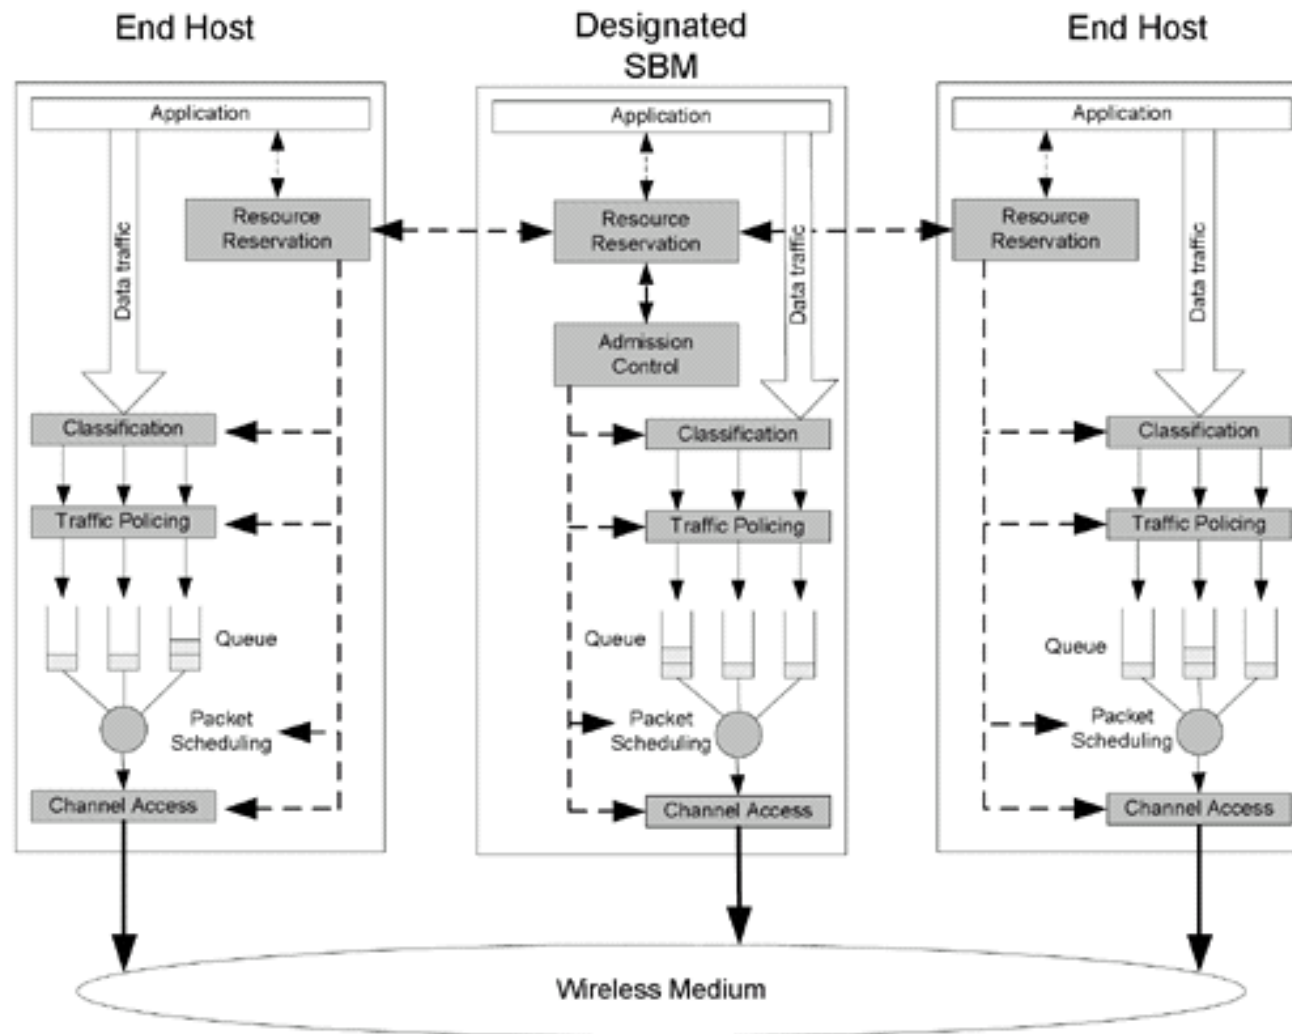 End Host
Designated
SBM
End Host
Application
Resource
Reservation
Data traffic
Classification
Traffic Policing
Queue
Packet
Scheduling
Channel Access
Application
Resource
Reservation
Data traffic
Admission
Control
Classification
Traffic Policing
Queue
Packet
Scheduling
Channel Access
Application
Resource
Reservation
Data traffic
Classification
Traffic Policing
Queue
Packet
Scheduling
Channel Access
Wireless Medium